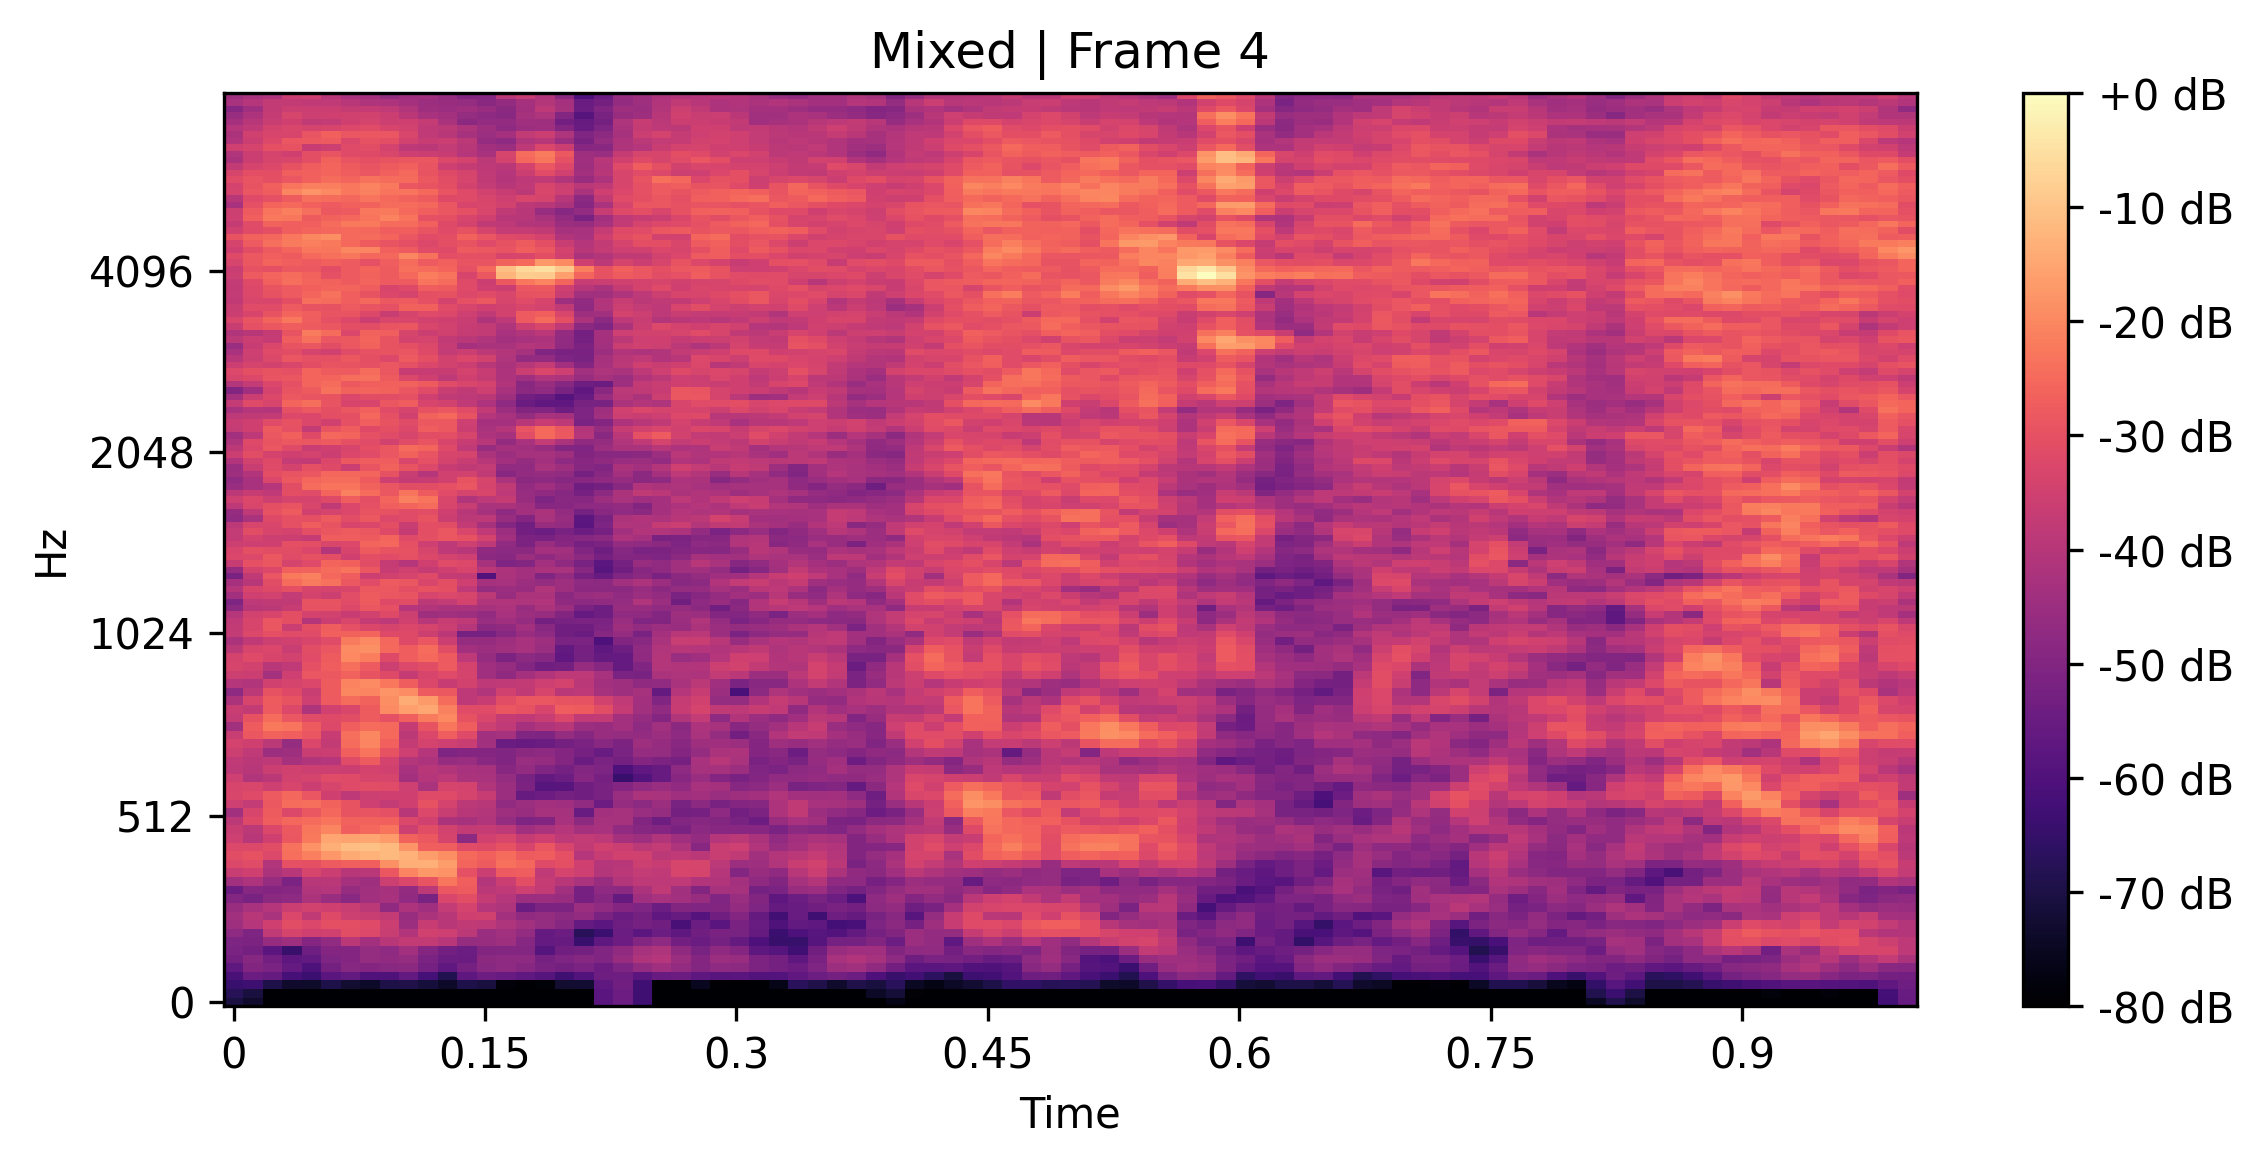 Mixed | Frame 4
Hz
4096
2048
1024
512
0
0
0.15
0.3
0.45
0.6
0.75
0.9
Time
+0 dB
-10 dB
-20 dB
-30 dB
-40 dB
-50 dB
-60 dB
-70 dB
-80 dB